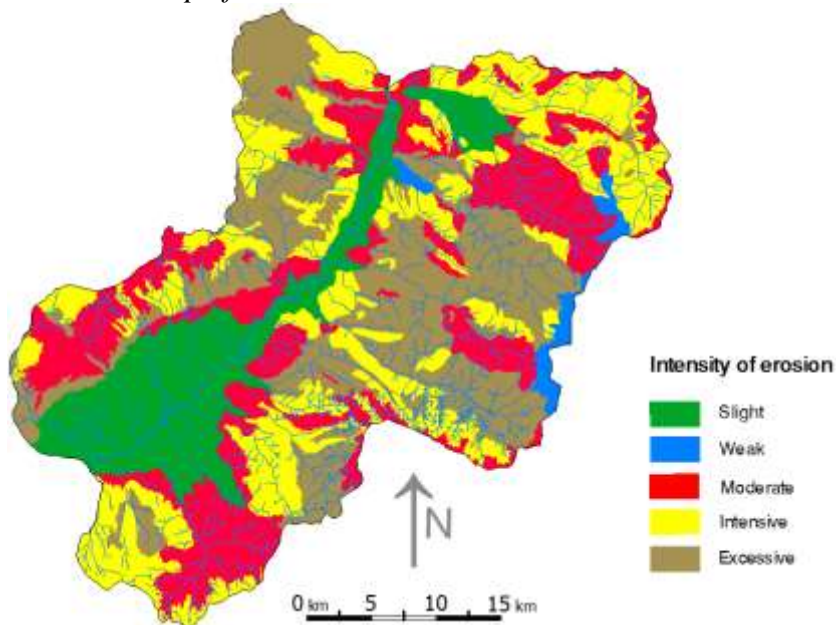 Intensity of erosion
Slight
Weak
Moderate
Intensive
Excessive
N
0 km 5 10 15 km